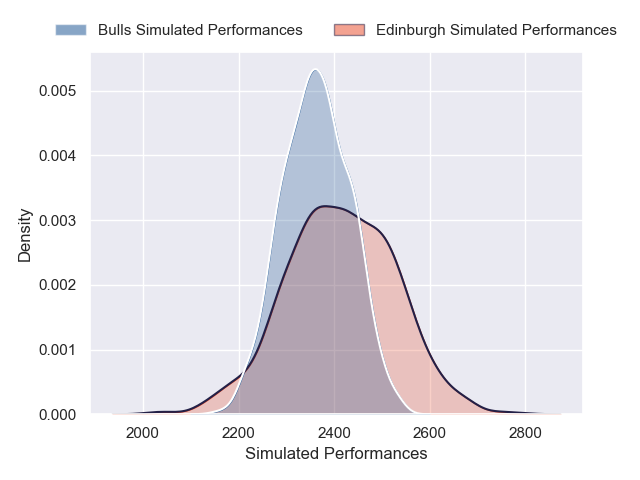 Bulls Simulated Performances Edinburgh Simulated Performances
0.005
0.004
0.003
0.002
0.001
0.000
Density
2000 2200 2400 2600 2800
Simulated Performances